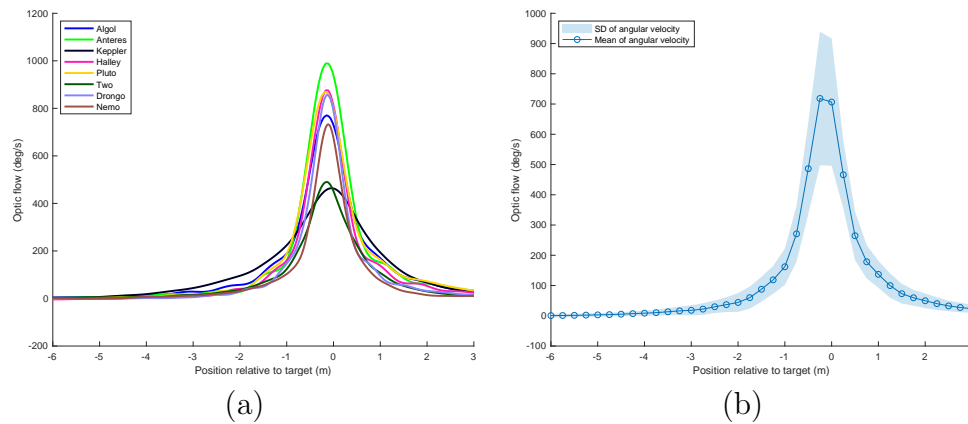 1200
1000
800
600
400
200
0
-200
Optic flow (deg/s)
Algol
Anteres
Keppler
Halley
Pluto
Two
Drongo
Nemo
-6 -5 -4 -3 -2 -1 0 1 2 3
Position relative to target (m)
(a)
1000
900
800
700
600
500
400
300
200
100
0
-100
Optic flow (deg/s)
SD of angular velocity
Mean of angular velocity
-6 -5 -4 -3 -2 -1 0 1 2
Position relative to target (m)
(b)